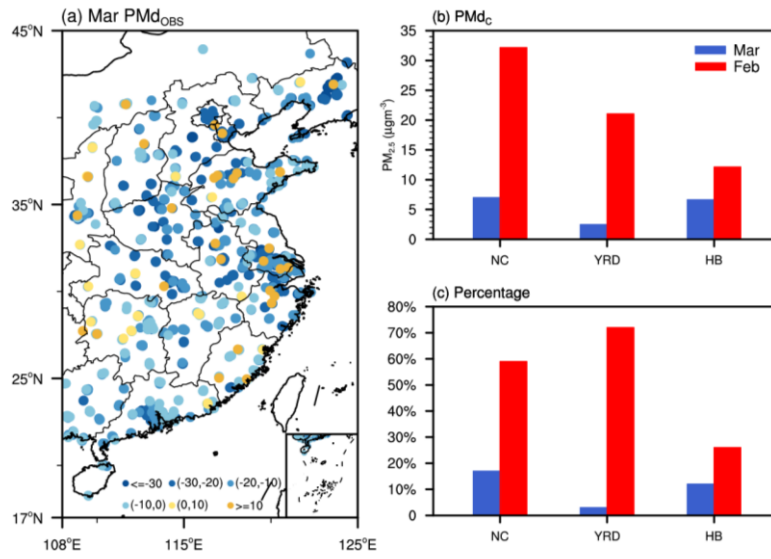 (a) Mar PMd_OBS
45°N
35°N
25°N
17°N
108°E 115°E 125°E
<=-30 (-30,-20) (-20,-10)
(-10,0) (0,10) >=10
(b) PMd_C
PM2.5 (μgm-3)
35
30
25
20
15
10
5
0
Mar
Feb
NC YRD HB
(c) Percentage
80%
70%
60%
50%
40%
30%
20%
10%
0
NC YRD HB